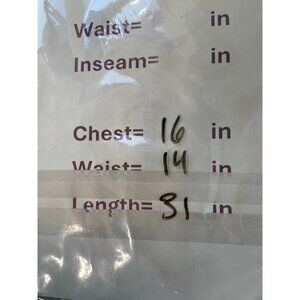 Waist= in
Inseam= in
Chest= 16 in
Waist= 14 in
Length= 31 in